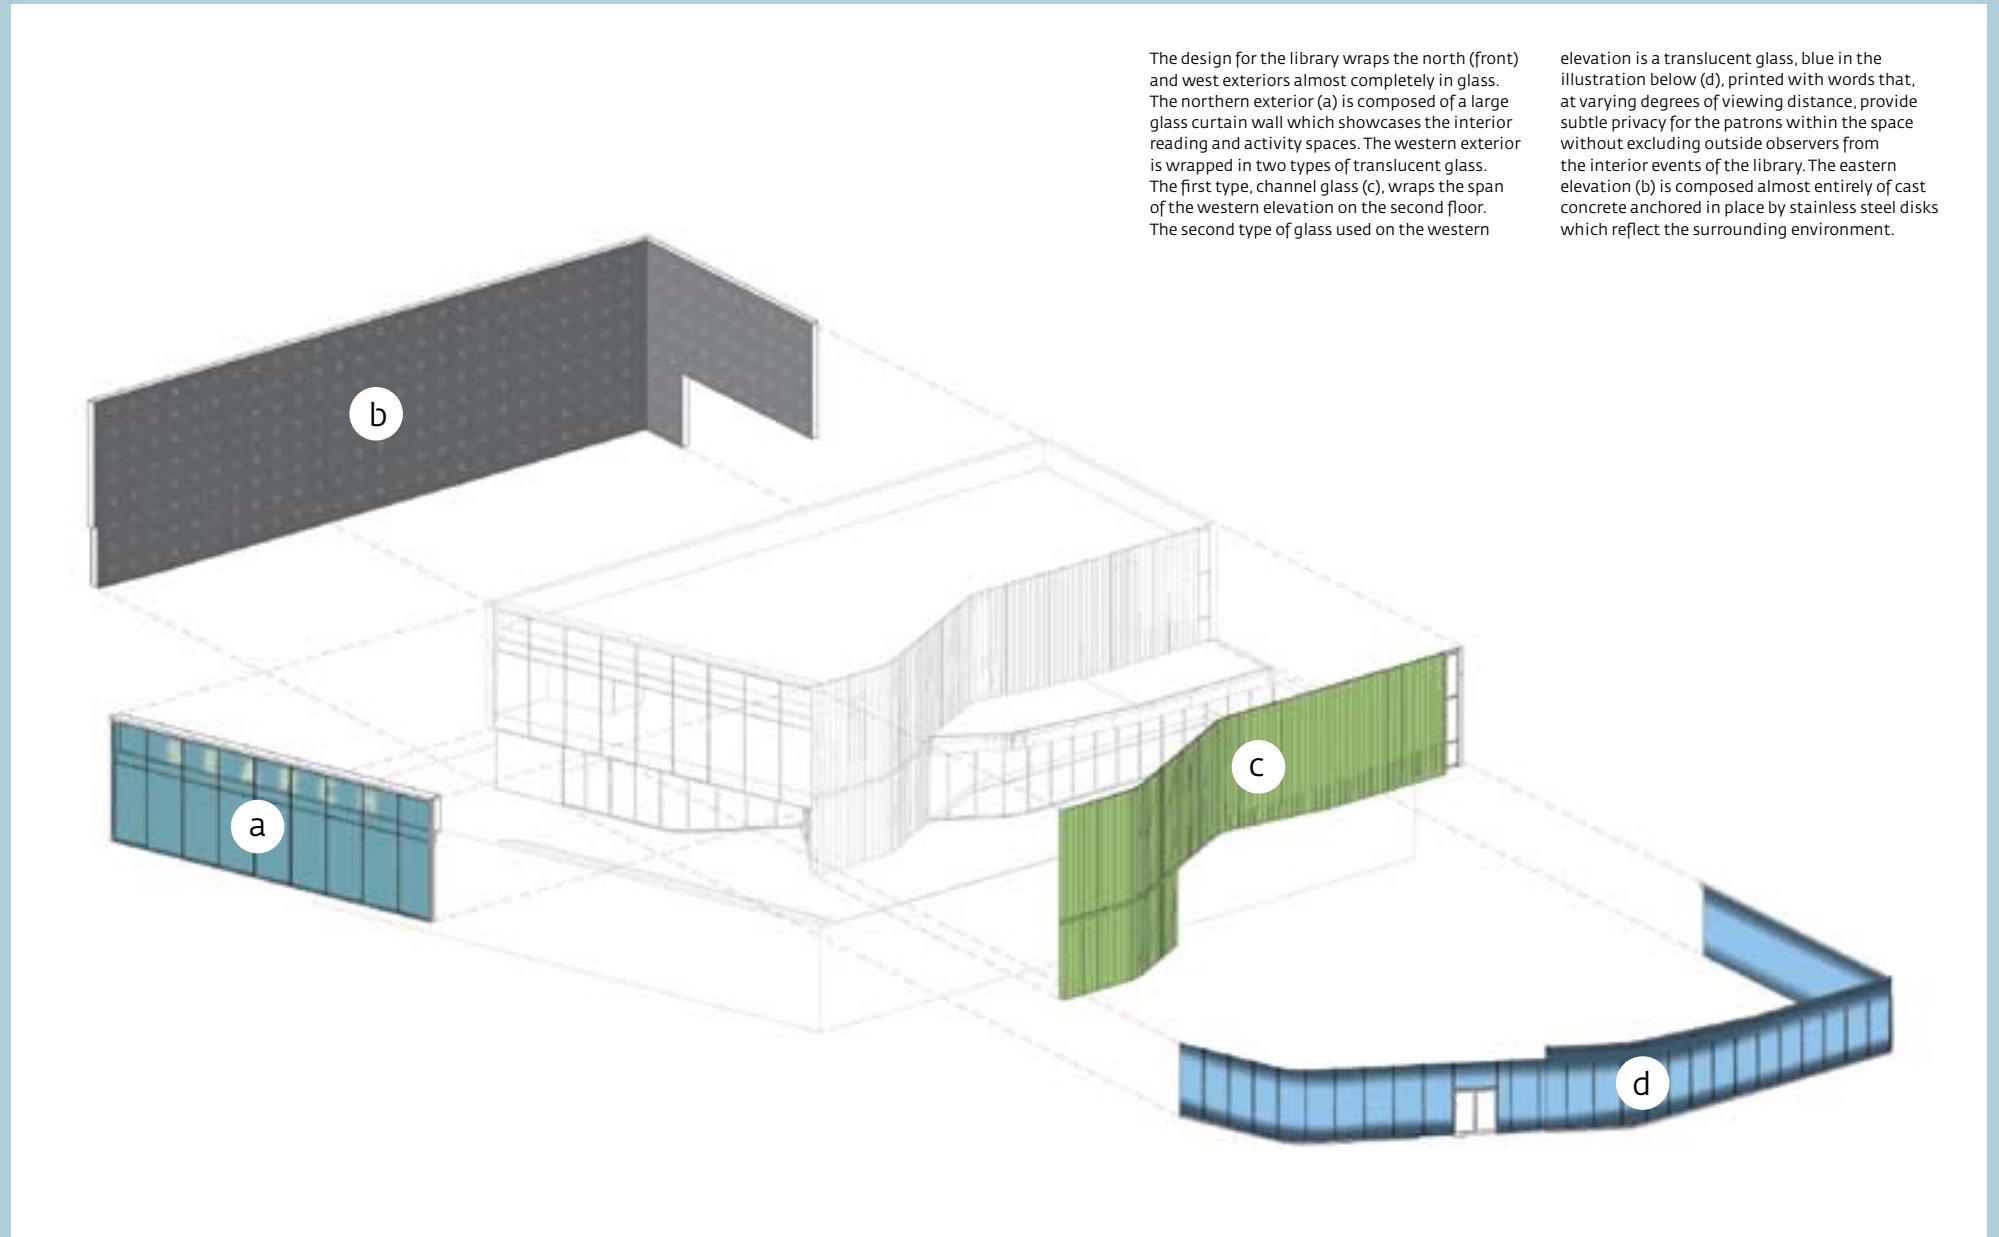 The design for the library wraps the north (front)
and west exteriors almost completely in glass.
The northern exterior (a) is composed of a large
glass curtain wall which showcases the interior
reading and activity spaces. The western exterior
is wrapped in two types of translucent glass.
The first type, channel glass (c), wraps the span
of the western elevation on the second floor.
The second type of glass used on the western
elevation is a translucent glass, blue in the
illustration below (d), printed with words that,
at varying degrees of viewing distance, provide
subtle privacy for the patrons within the space
without excluding outside observers from
the interior events of the library. The eastern
elevation (b) is composed almost entirely of cast
concrete anchored in place by stainless steel disks
which reflect the surrounding environment.
b
c
a
d